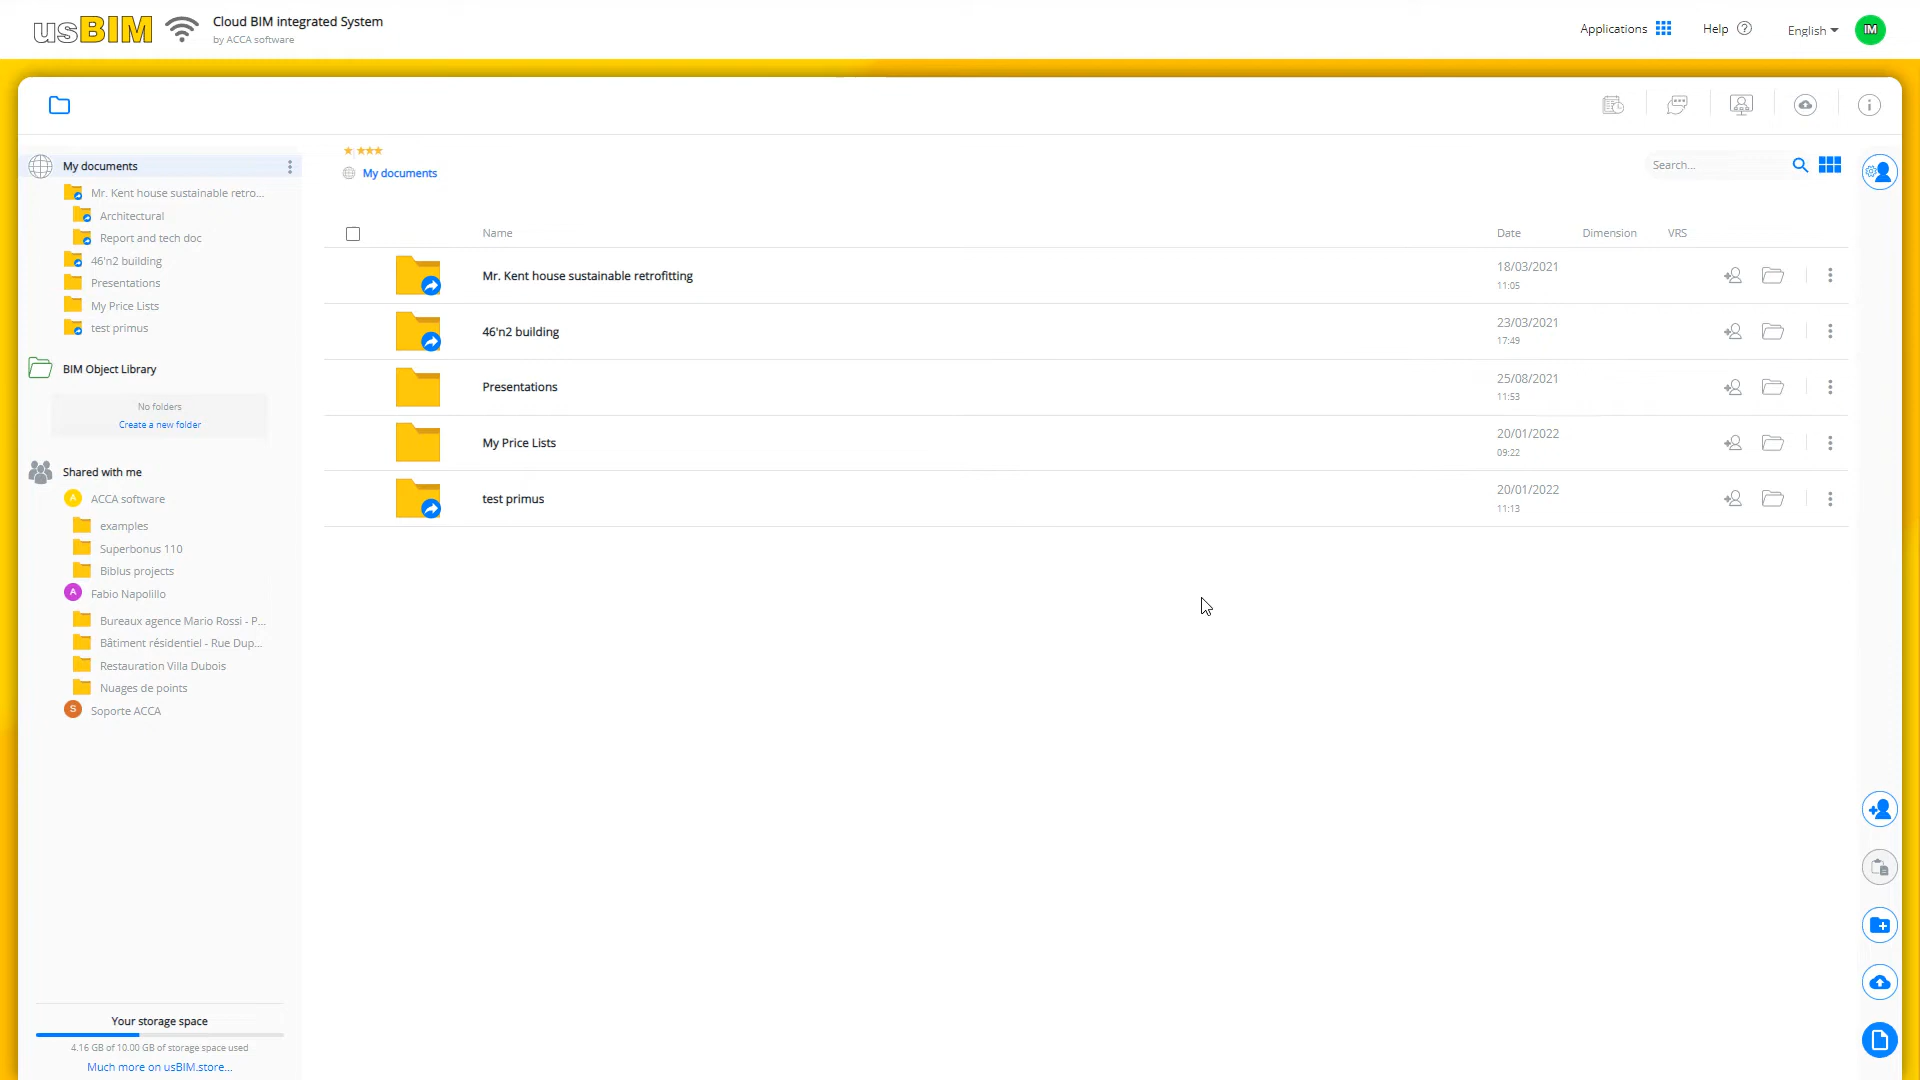 usBIM
Cloud BIM integrated System
by ACCA software
Applications
Help
English
IM
My documents
Mr. Kent house sustainable retro...
Architectural
Report and tech doc
46'n2 building
Presentations
My Price Lists
test primus
BIM Object Library
No folders
Create a new folder
Shared with me
A ACCA software
examples
Superbonus 110
Biblus projects
A Fabio Napolillo
Bureaux agence Mario Rossi - P...
Bâtiment résidentiel - Rue Dup...
Restauration Villa Dubois
Nuages de points
S Soporte ACCA
Your storage space
4.16 GB of 10.00 GB of storage space used
Much more on usBIM.store...
My documents
Search...
Name Date Dimension VRS
Mr. Kent house sustainable retrofitting 18/03/2021
11:05
46'n2 building 23/03/2021
17:49
Presentations 25/08/2021
11:53
My Price Lists 20/01/2022
09:22
test primus 20/01/2022
11:13